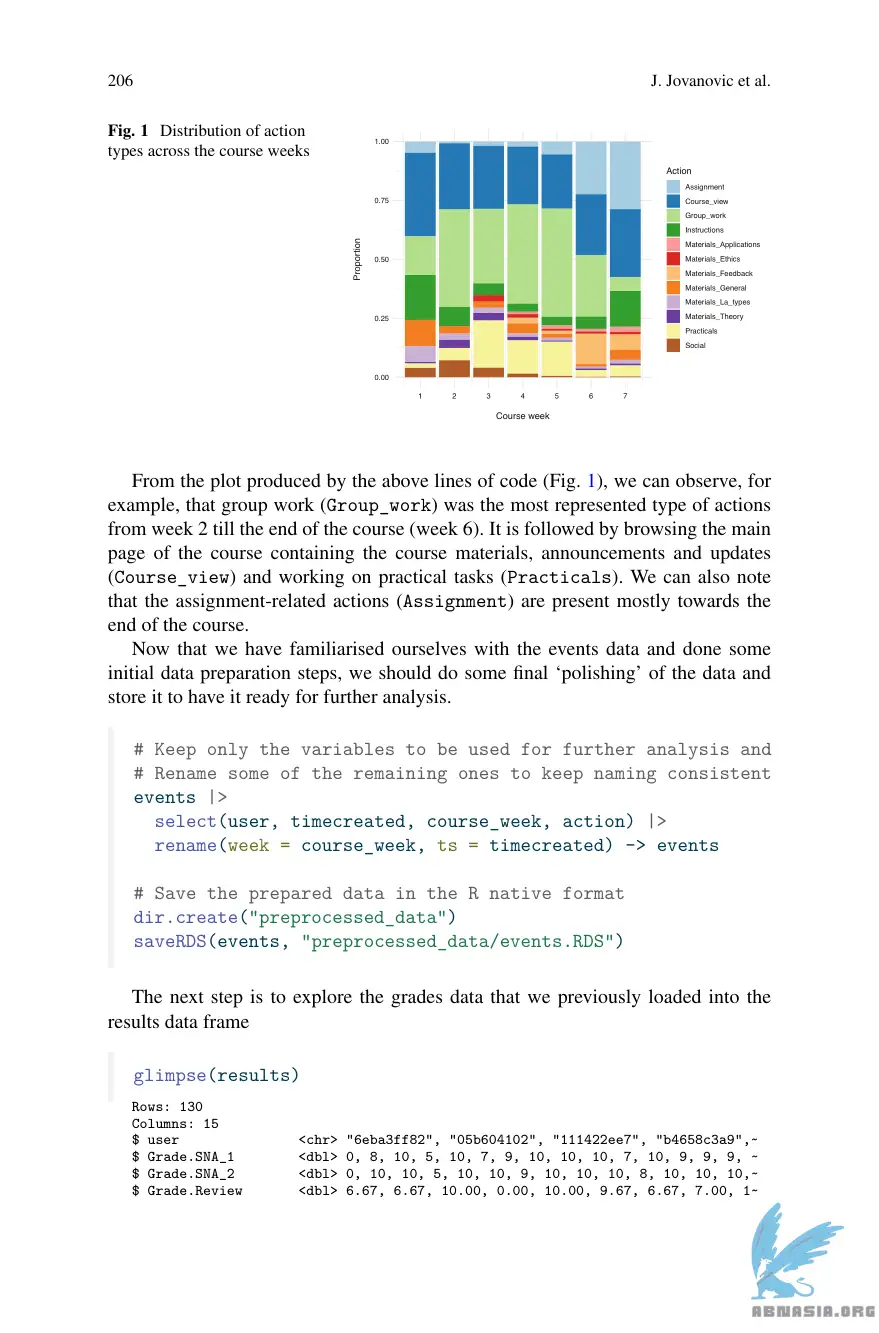 206
J. Jovanovic et al.
Fig. 1 Distribution of action
types across the course weeks
1.00
0.75
0.50
0.25
0.00
Proportion
1 2 3 4 5 6 7
Course week
Action
Assignment
Course_view
Group_work
Instructions
Materials_Applications
Materials_Ethics
Materials_Feedback
Materials_General
Materials_La_types
Materials_Theory
Practicals
Social
From the plot produced by the above lines of code (Fig. 1), we can observe, for
example, that group work (Group_work) was the most represented type of actions
from week 2 till the end of the course (week 6). It is followed by browsing the main
page of the course containing the course materials, announcements and updates
(Course_view) and working on practical tasks (Practicals). We can also note
that the assignment-related actions (Assignment) are present mostly towards the
end of the course.
Now that we have familiarised ourselves with the events data and done some
initial data preparation steps, we should do some final ‘polishing’ of the data and
store it to have it ready for further analysis.
# Keep only the variables to be used for further analysis and
# Rename some of the remaining ones to keep naming consistent
events |>
  select(user, timecreated, course_week, action) |>
  rename(week = course_week, ts = timecreated) -> events
# Save the prepared data in the R native format
dir.create("preprocessed_data")
saveRDS(events, "preprocessed_data/events.RDS")
The next step is to explore the grades data that we previously loaded into the
results data frame
glimpse(results)
Rows: 130
Columns: 15
$ user <chr> "6eba3ff82", "05b604102", "111422ee7", "b4658c3a9",~
$ Grade.SNA_1 <dbl> 0, 8, 10, 5, 10, 7, 9, 10, 10, 10, 7, 10, 9, 9, 9, ~
$ Grade.SNA_2 <dbl> 0, 10, 10, 5, 10, 10, 9, 10, 10, 10, 8, 10, 10, 10,~
$ Grade.Review <dbl> 6.67, 6.67, 10.00, 0.00, 10.00, 9.67, 6.67, 7.00, 1~
ABNASIA.ORG